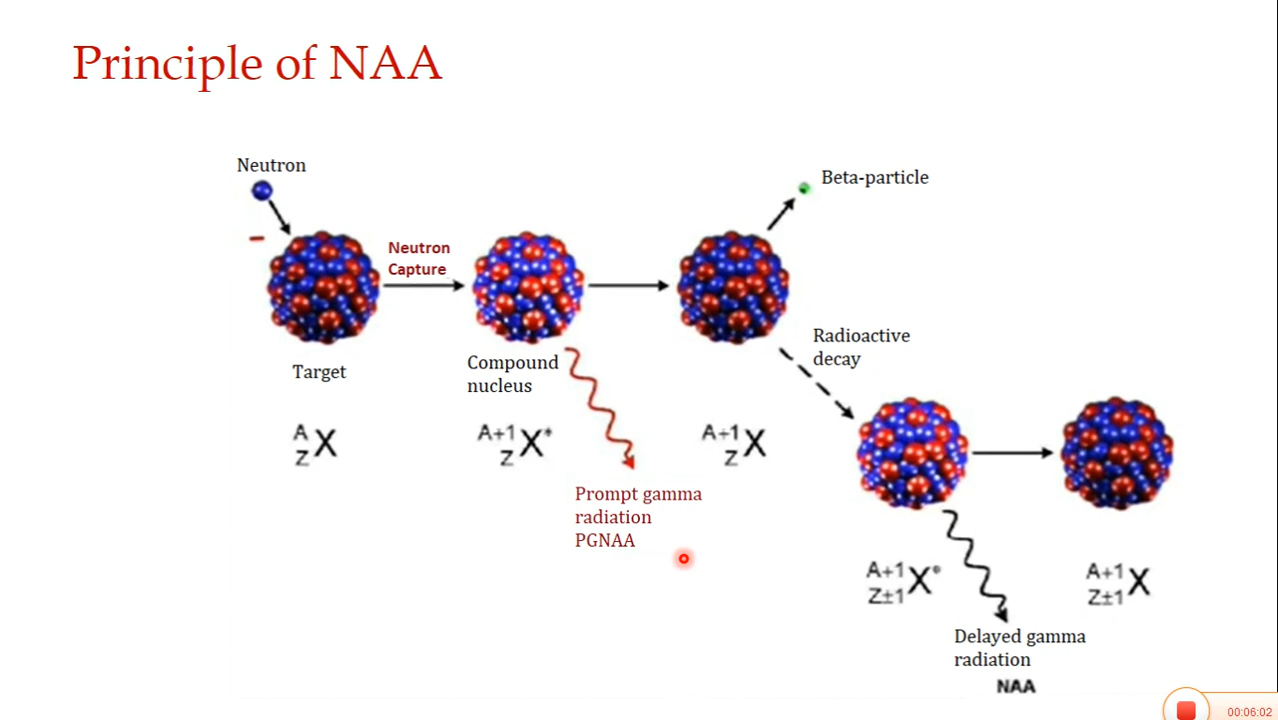 Principle of NAA
Neutron
Beta-particle
Neutron
Capture
Radioactive
decay
Target
Compound
nucleus
A
Z X
A+1
Z X*
A+1
Z X
Prompt gamma
radiation
PGNAA
A+1
Z±1 X*
A+1
Z±1 X
Delayed gamma
radiation
NAA
00:06:02